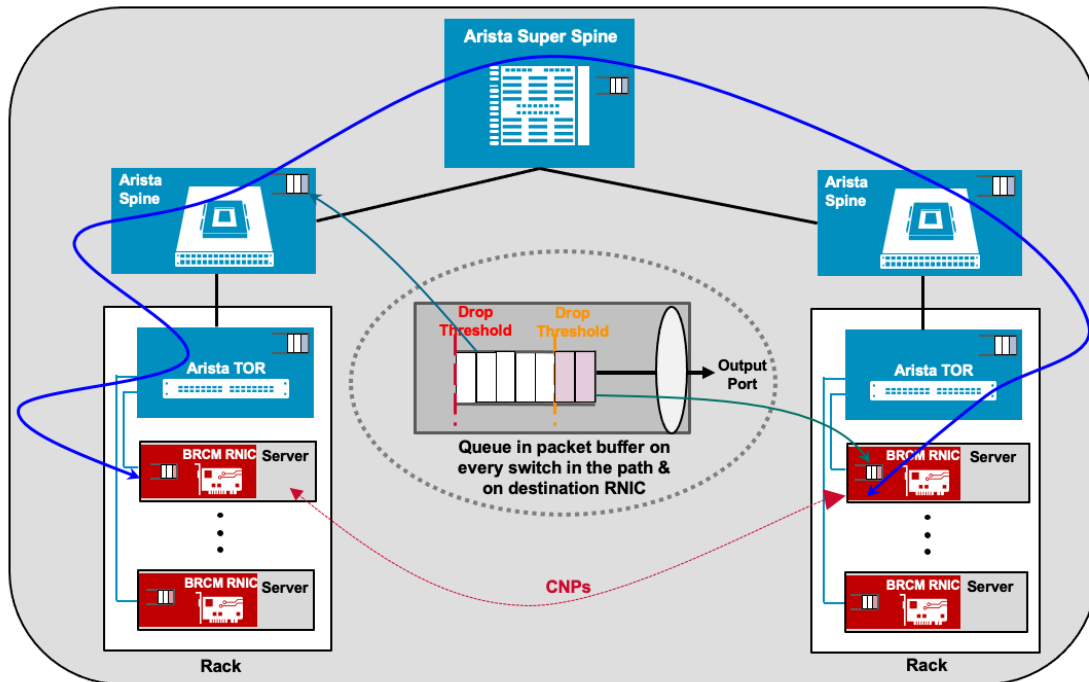 Arista Super Spine
Arista
Spine
Arista
Spine
Drop
Threshold
Drop
Threshold
Output
Port
Arista TOR
Arista TOR
Queue in packet buffer on
every switch in the path &
on destination RNIC
BRCM RNIC
Server
BRCM RNIC
Server
CNPs
BRCM RNIC
Server
BRCM RNIC
Server
Rack
Rack